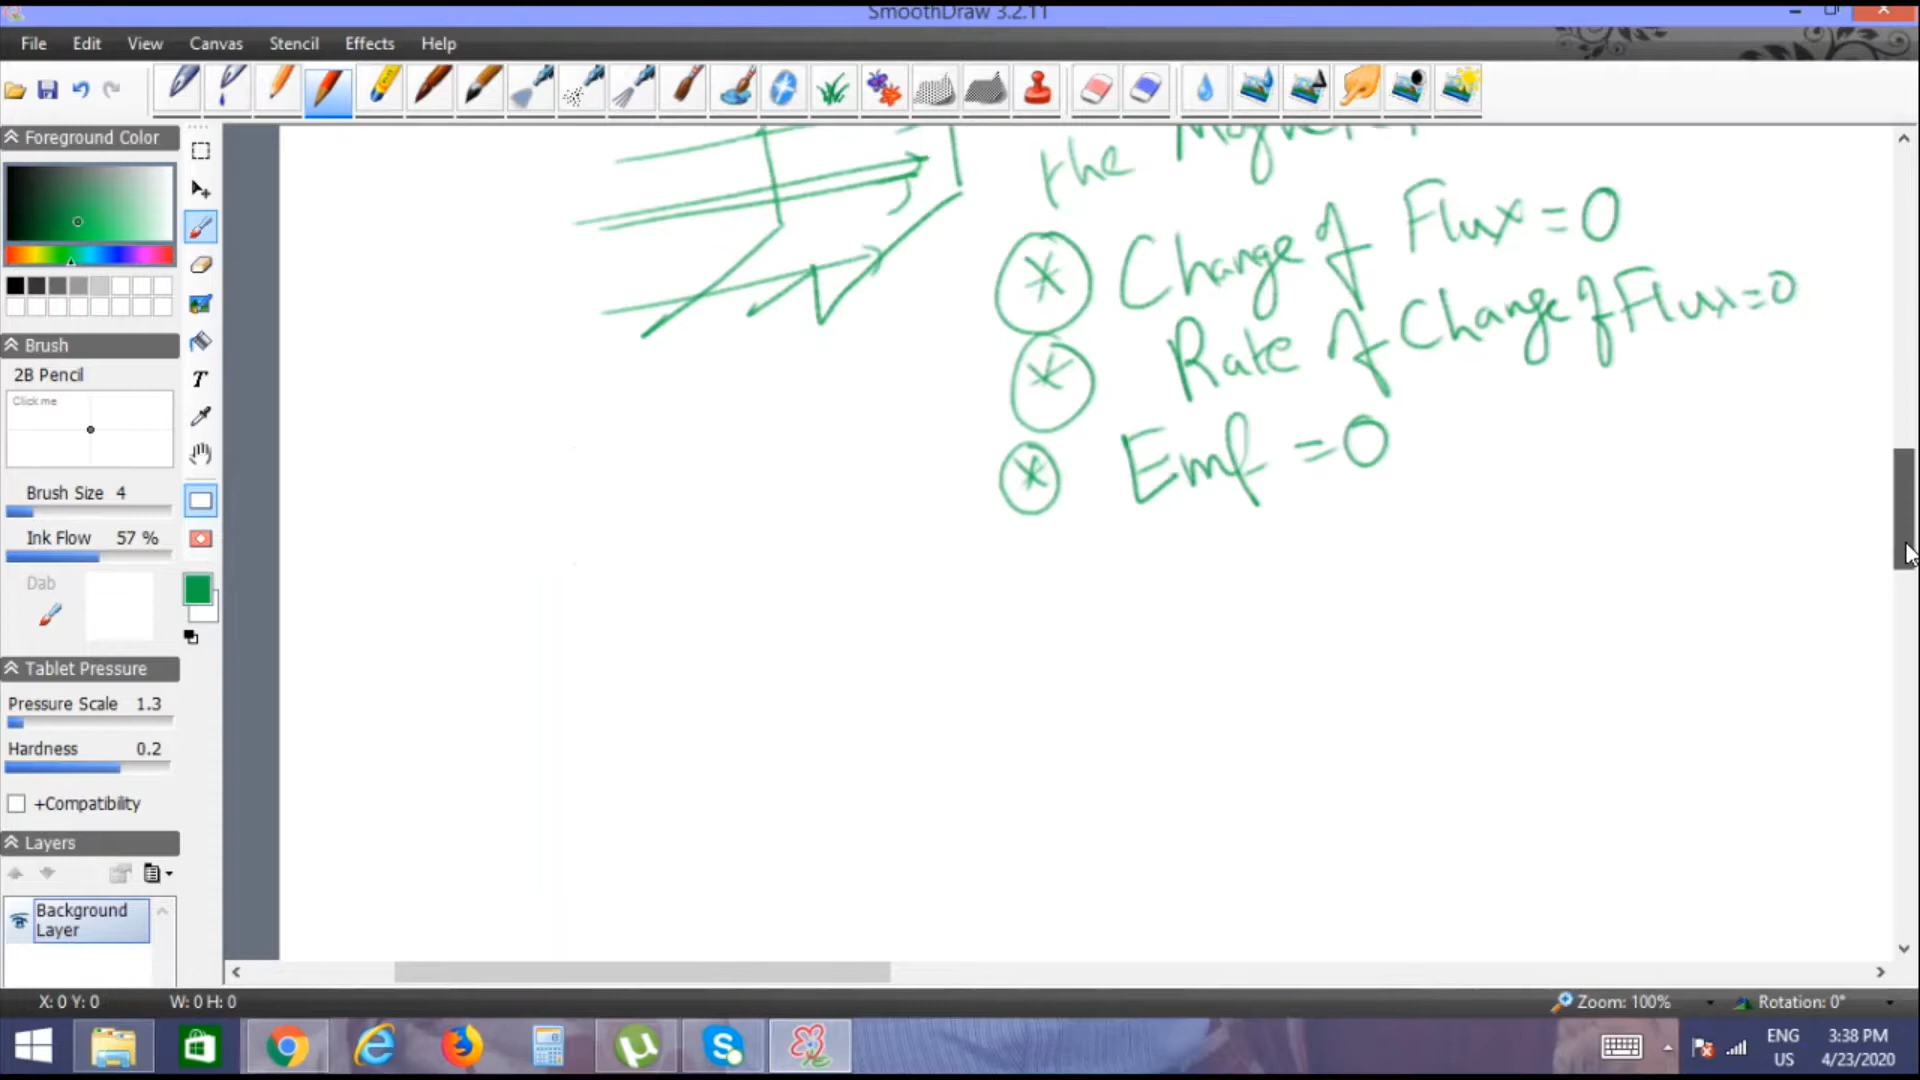 SmoothDraw 3.2.11
File Edit View Canvas Stencil Effects Help
Foreground Color
Brush
2B Pencil
Click me
Brush Size 4
Ink Flow 57 %
Dab
Tablet Pressure
Pressure Scale 1.3
Hardness 0.2
+Compatibility
Layers
Background
Layer
the
* Change of Flux = 0
* Rate of Change of Flux = 0
* Emf = 0
X: 0 Y: 0 W: 0 H: 0
Zoom: 100% Rotation: 0°
ENG 3:38 PM
US 4/23/2020